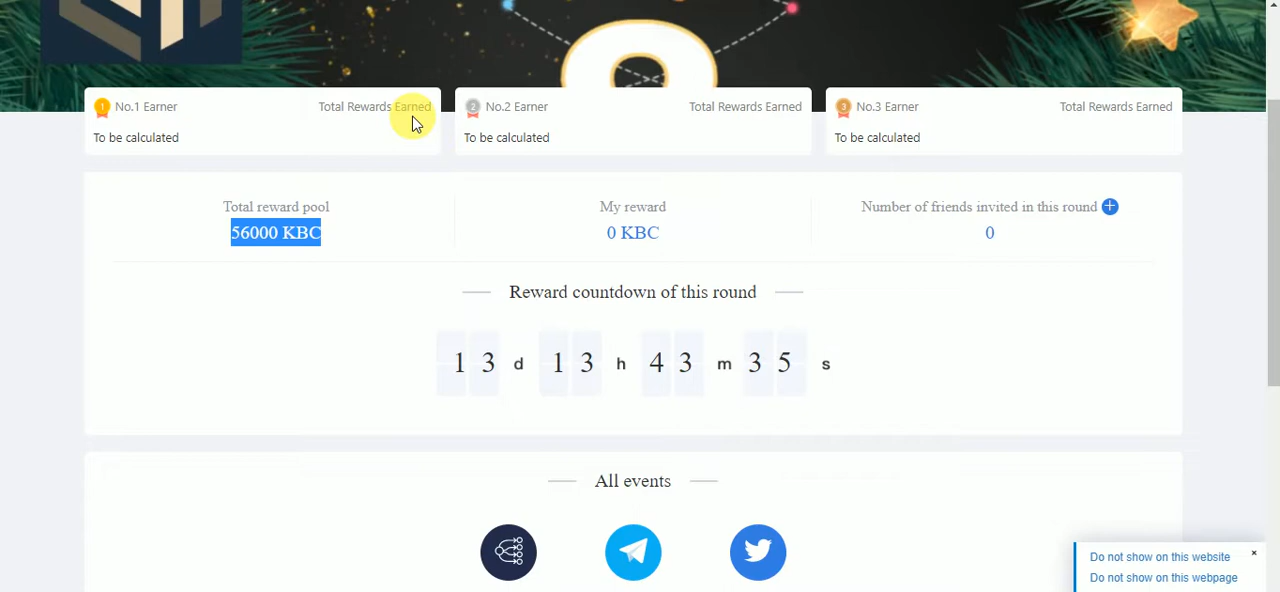 1 No.1 Earner Total Rewards Earned
To be calculated
2 No.2 Earner Total Rewards Earned
To be calculated
3 No.3 Earner Total Rewards Earned
To be calculated
Total reward pool
56000 KBC
My reward
0 KBC
Number of friends invited in this round
0
Reward countdown of this round
13 d 13 h 43 m 35 s
All events
Do not show on this website ×
Do not show on this webpage